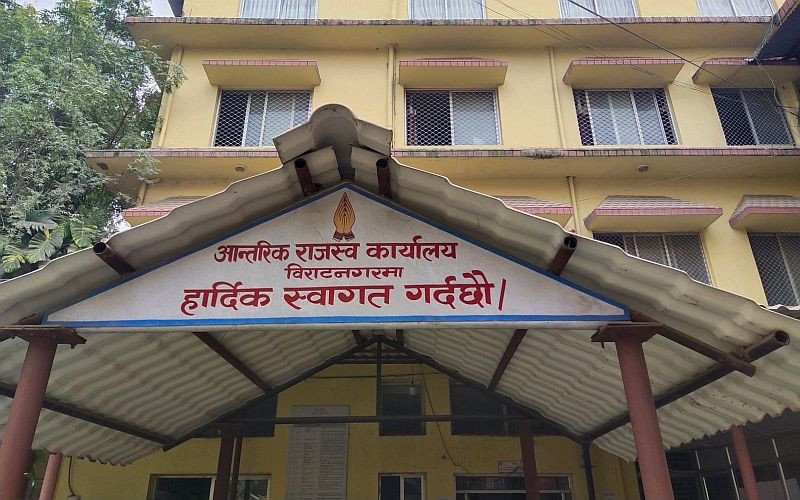 आन्तरिक राजस्व कार्यालय
विराटनगरमा
हार्दिक स्वागत गर्दछौ।